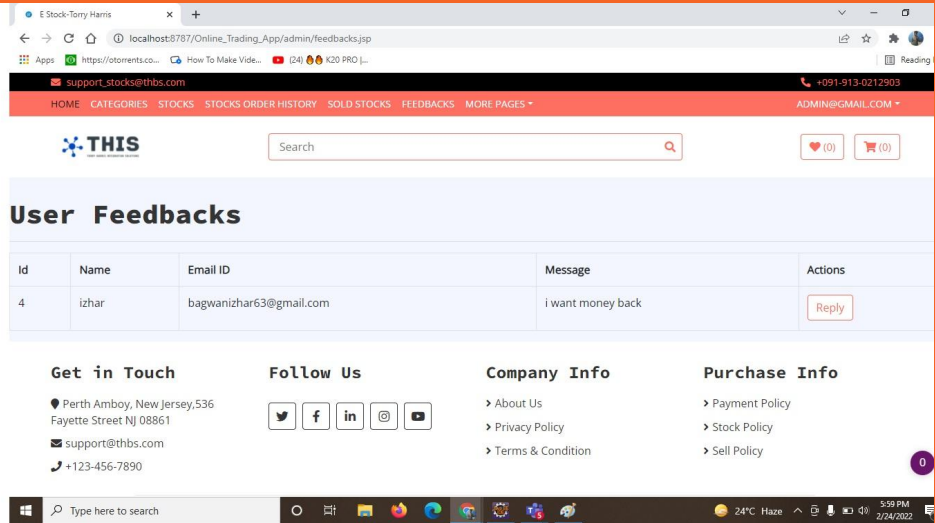 E Stock-Torry Harris
localhost:8787/Online_Trading_App/admin/feedbacks.jsp
Apps https://otorrents.co... How To Make Vide... (24) 🔥🔥 K20 PRO |... Reading
support_stocks@thbs.com +091-913-0212903
HOME CATEGORIES STOCKS STOCKS ORDER HISTORY SOLD STOCKS FEEDBACKS MORE PAGES ADMIN@GMAIL.COM
THIS
Search (0) (0)
User Feedbacks
Id Name Email ID Message Actions
4 izhar bagwanizhar63@gmail.com i want money back Reply
Get in Touch Follow Us Company Info Purchase Info
Perth Amboy, New Jersey,536 > About Us > Payment Policy
Fayette Street NJ 08861 > Privacy Policy > Stock Policy
support@thbs.com > Terms & Condition > Sell Policy
+123-456-7890
0
Type here to search 24°C Haze 5:59 PM
2/24/2022